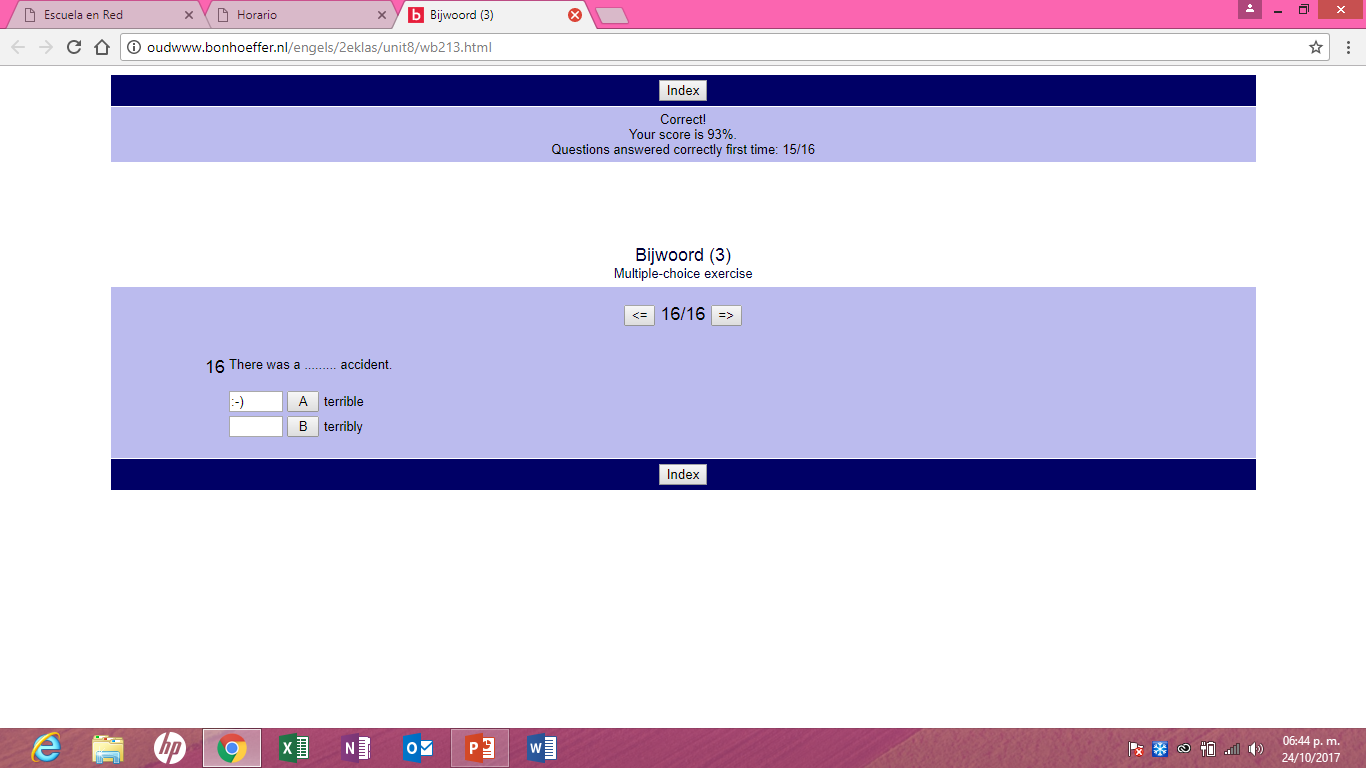 Escuela en Red
Horario
Bijwoord (3)
oudwww.bonhoeffer.nl/engels/2eklas/unit8/wb213.html
Index
Correct!
Your score is 93%.
Questions answered correctly first time: 15/16
Bijwoord (3)
Multiple-choice exercise
<= 16/16 =>
16 There was a ......... accident.
:-) A terrible
B terribly
Index
06:44 p. m.
24/10/2017